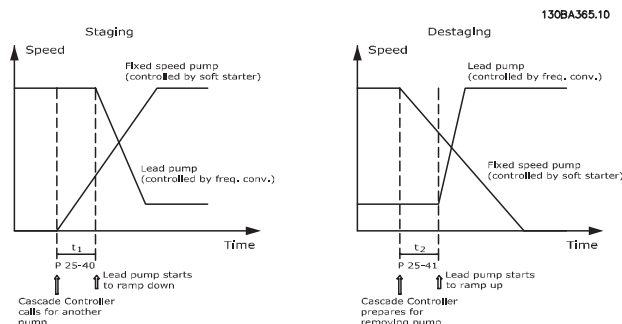 130BA365.10
Staging
Speed
Fixed speed pump
(controlled by soft starter)
Lead pump
(controlled by freq. conv.)
Time
t1
P 25-40
Lead pump starts
to ramp down
Cascade Controller
calls for another
pump
Destaging
Speed
Lead pump
(controlled by freq. conv.)
Fixed speed pump
(controlled by soft starter)
Time
t2
P 25-41
Lead pump starts
to ramp up
Cascade Controller
prepares for
removing pump